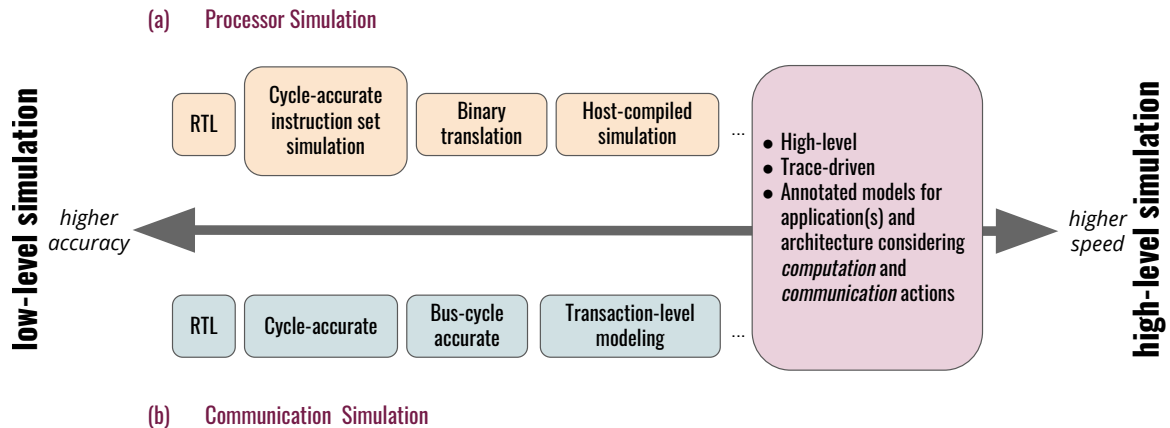 (a) Processor Simulation
low-level simulation
higher
accuracy
RTL
Cycle-accurate
instruction set
simulation
Binary
translation
Host-compiled
simulation
...
● High-level
● Trace-driven
● Annotated models for
application(s) and
architecture considering
computation and
communication actions
higher
speed
high-level simulation
RTL
Cycle-accurate
Bus-cycle
accurate
Transaction-level
modeling
...
(b) Communication Simulation